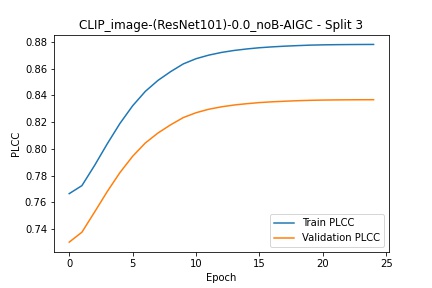 CLIP_image-(ResNet101)-0.0_noB-AIGC - Split 3
0.88
0.86
0.84
0.82
0.80
0.78
0.76
0.74
PLCC
Train PLCC
Validation PLCC
0 5 10 15 20 25
Epoch